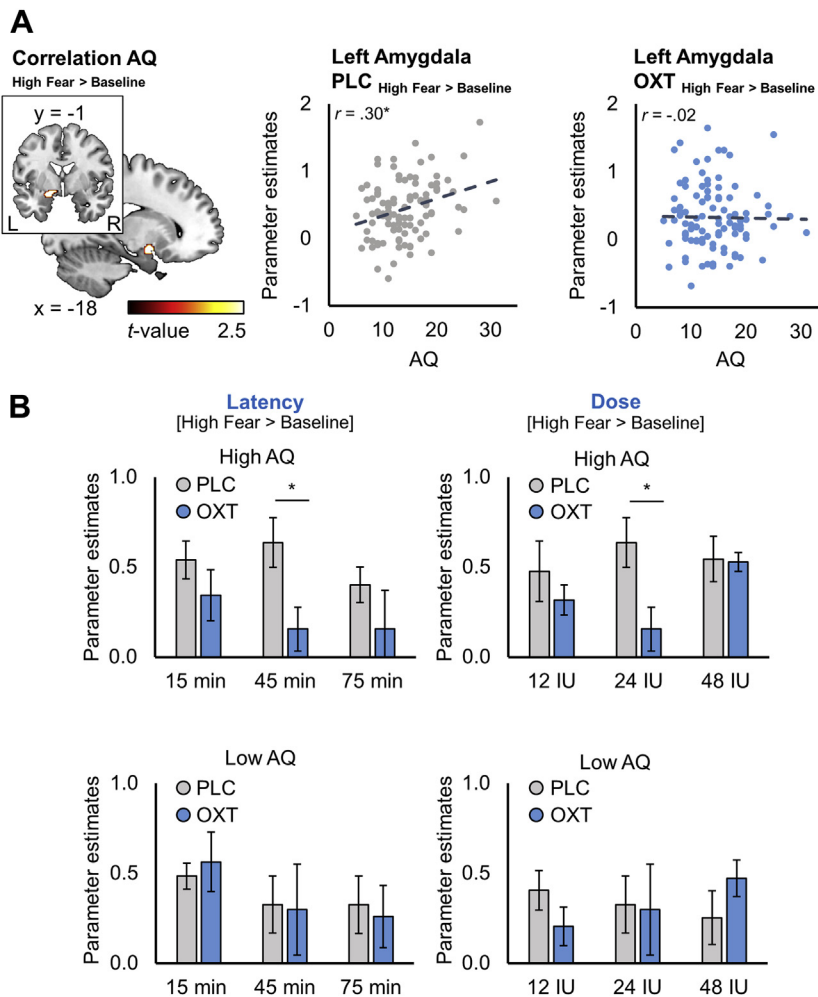 A
Correlation AQ
High Fear > Baseline
y = -1
L
R
x = -18
t-value
2.5
Left Amygdala
PLC High Fear > Baseline
r = .30*
Parameter estimates
2
1
0
-1
0
10
20
30
AQ
Left Amygdala
OXT High Fear > Baseline
r = -.02
Parameter estimates
2
1
0
-1
0
10
20
30
AQ
B
Latency
[High Fear > Baseline]
High AQ
PLC
OXT
*
Parameter estimates
1.0
0.5
0.0
15 min
45 min
75 min
Dose
[High Fear > Baseline]
High AQ
PLC
OXT
*
Parameter estimates
1.0
0.5
0.0
12 IU
24 IU
48 IU
Low AQ
PLC
OXT
Parameter estimates
1.0
0.5
0.0
15 min
45 min
75 min
Low AQ
PLC
OXT
Parameter estimates
1.0
0.5
0.0
12 IU
24 IU
48 IU